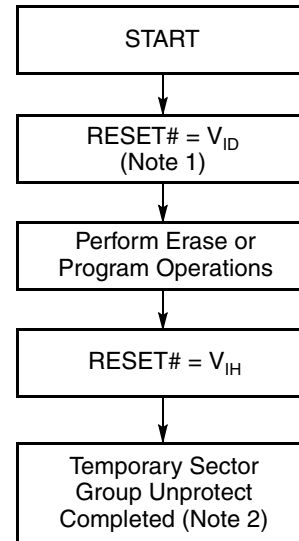 START
RESET# = V_ID
(Note 1)
Perform Erase or
Program Operations
RESET# = V_IH
Temporary Sector
Group Unprotect
Completed (Note 2)